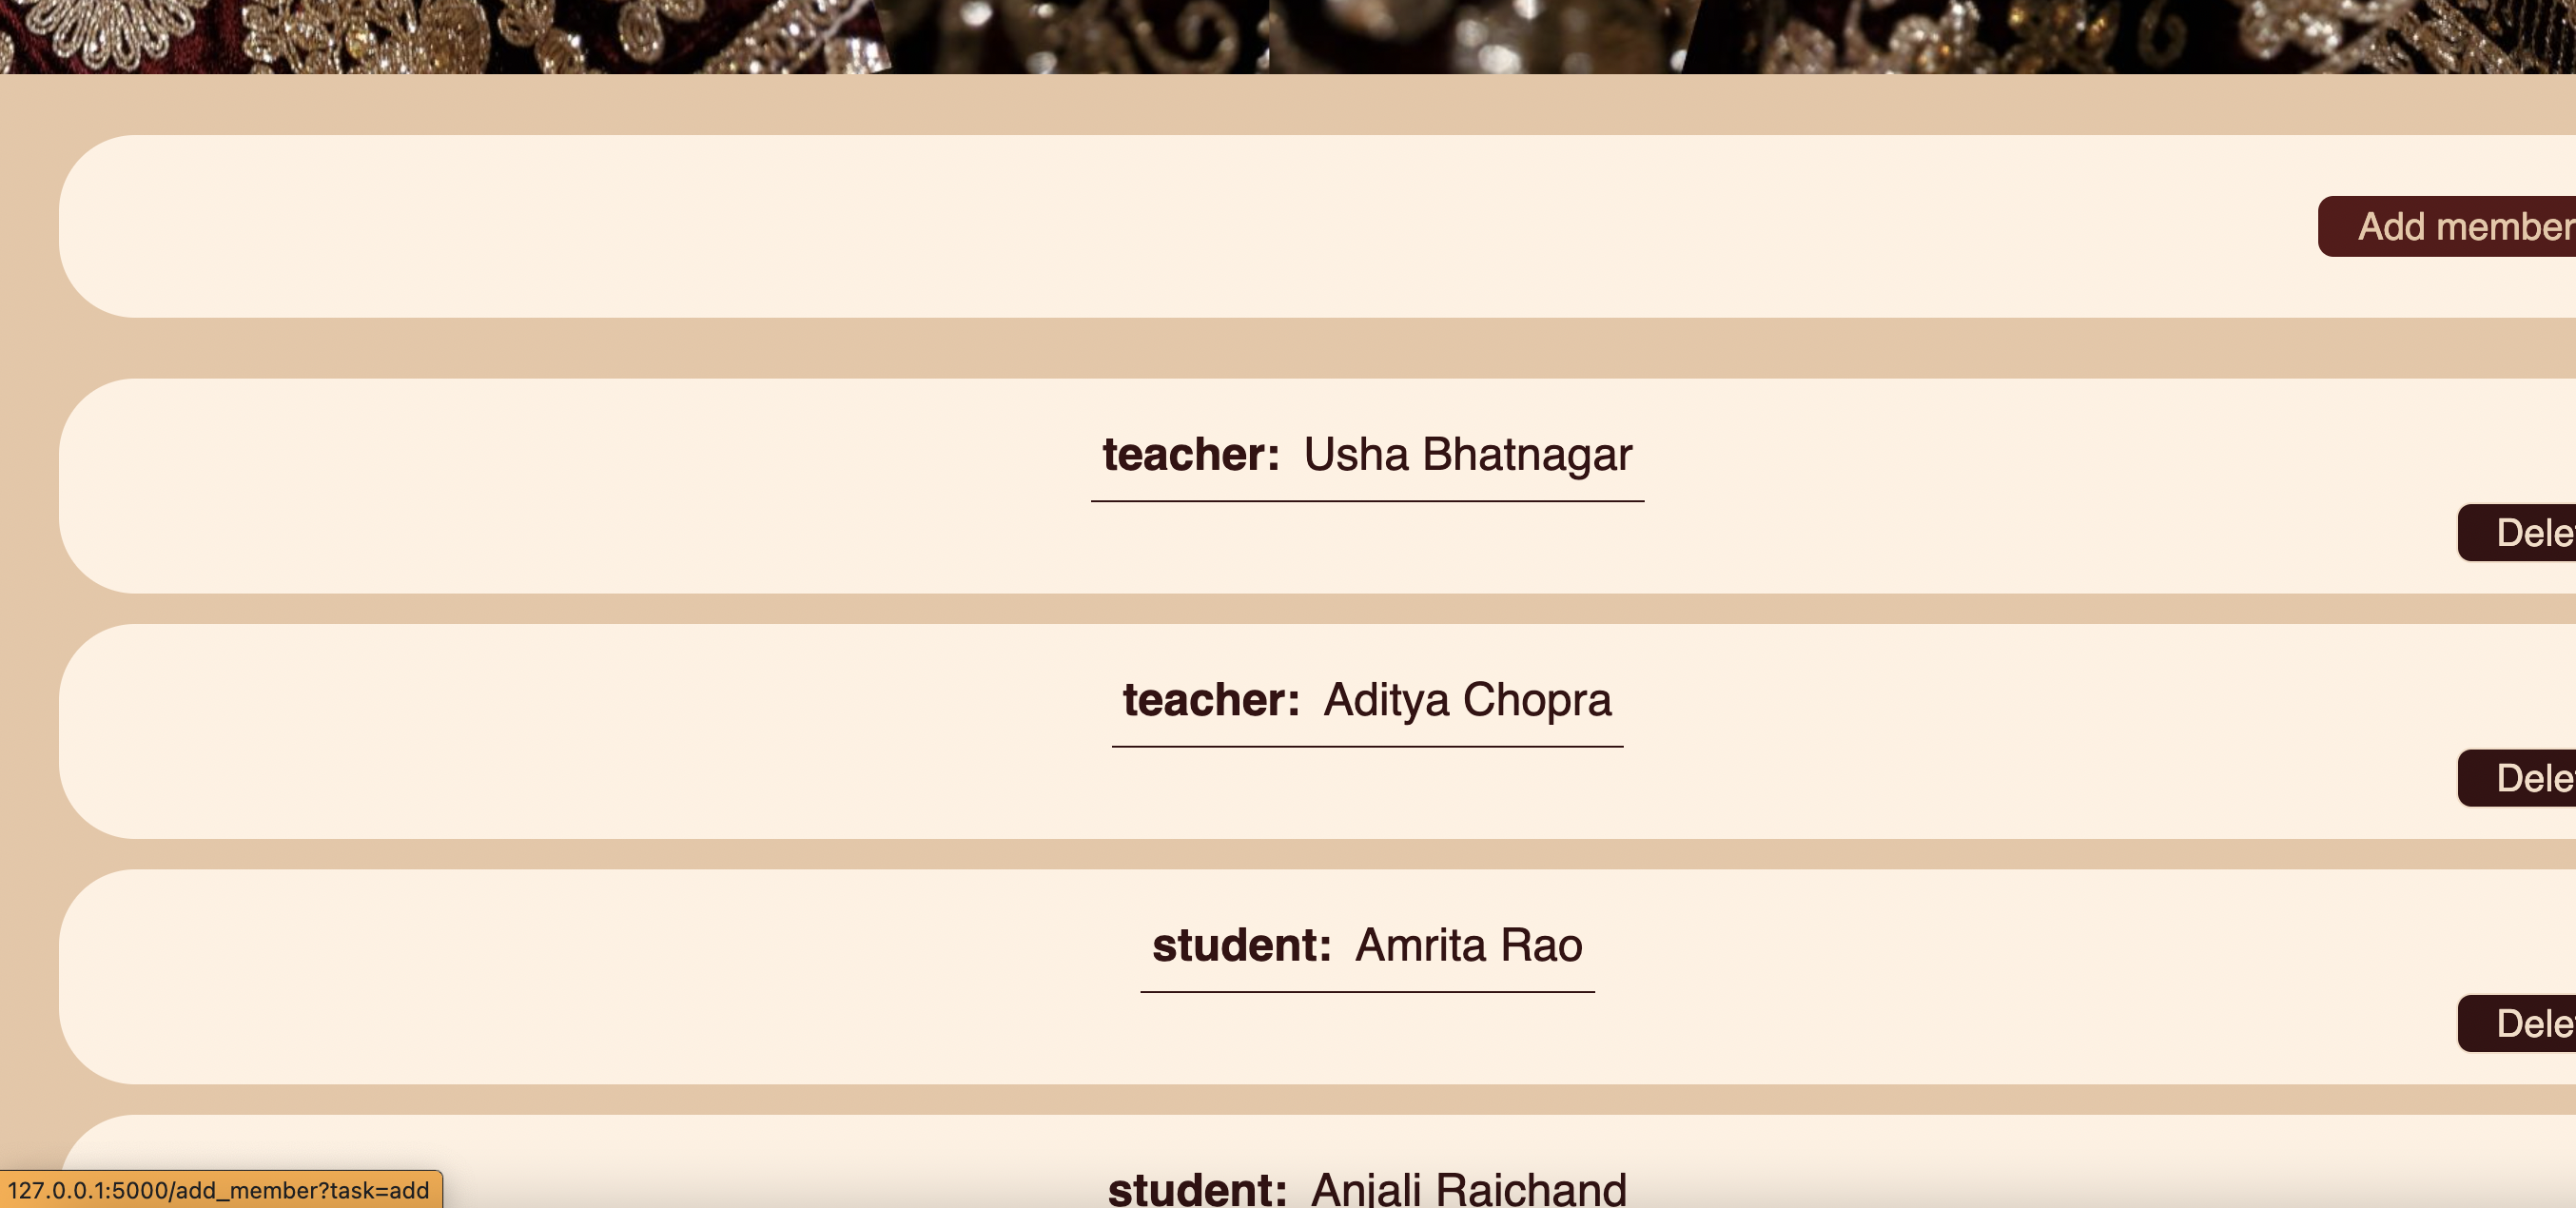 Add member
teacher: Usha Bhatnagar
Dele
teacher: Aditya Chopra
Dele
student: Amrita Rao
Dele
student: Anjali Raichand
127.0.0.1:5000/add_member?task=add